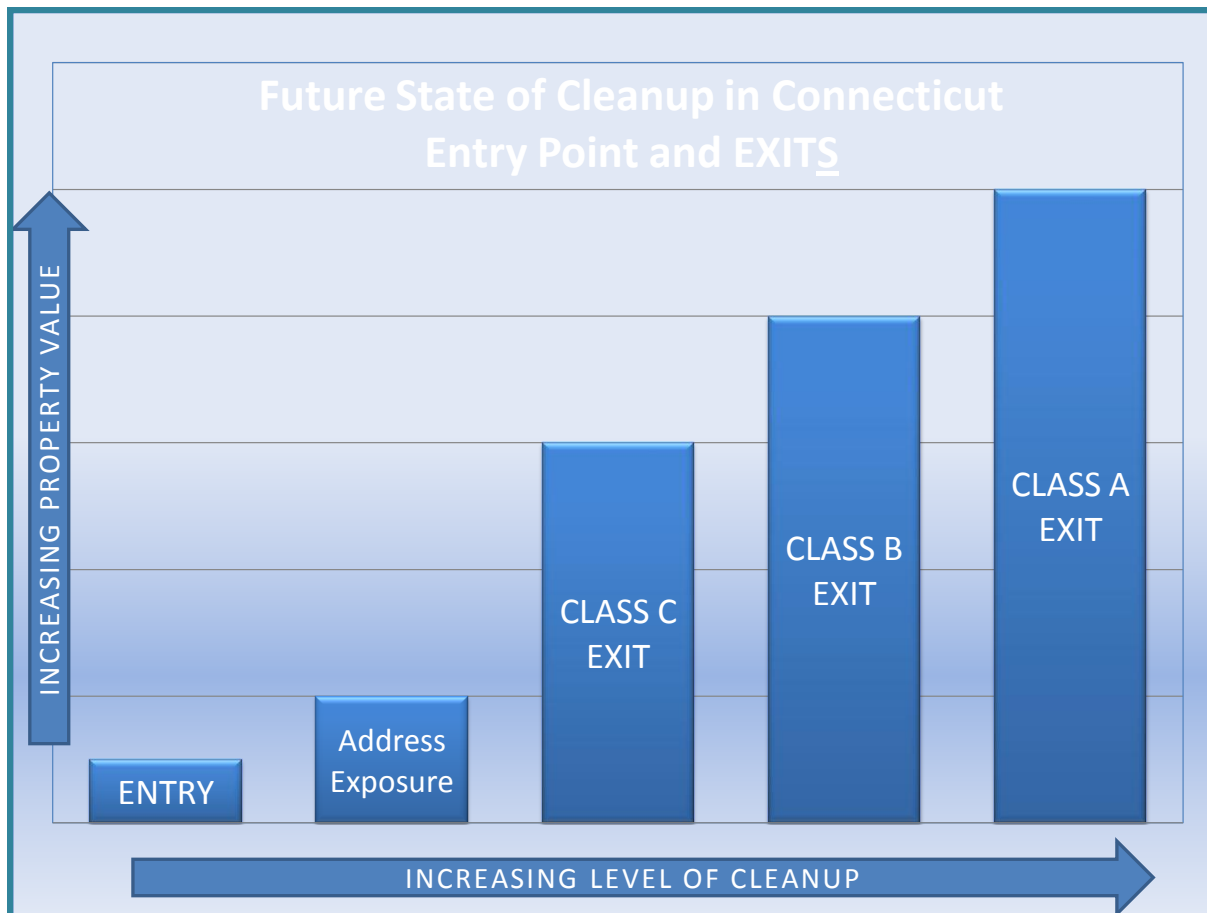 Future State of Cleanup in Connecticut
Entry Point and EXITS
INCREASING PROPERTY VALUE
ENTRY
Address
Exposure
CLASS C
EXIT
CLASS B
EXIT
CLASS A
EXIT
INCREASING LEVEL OF CLEANUP